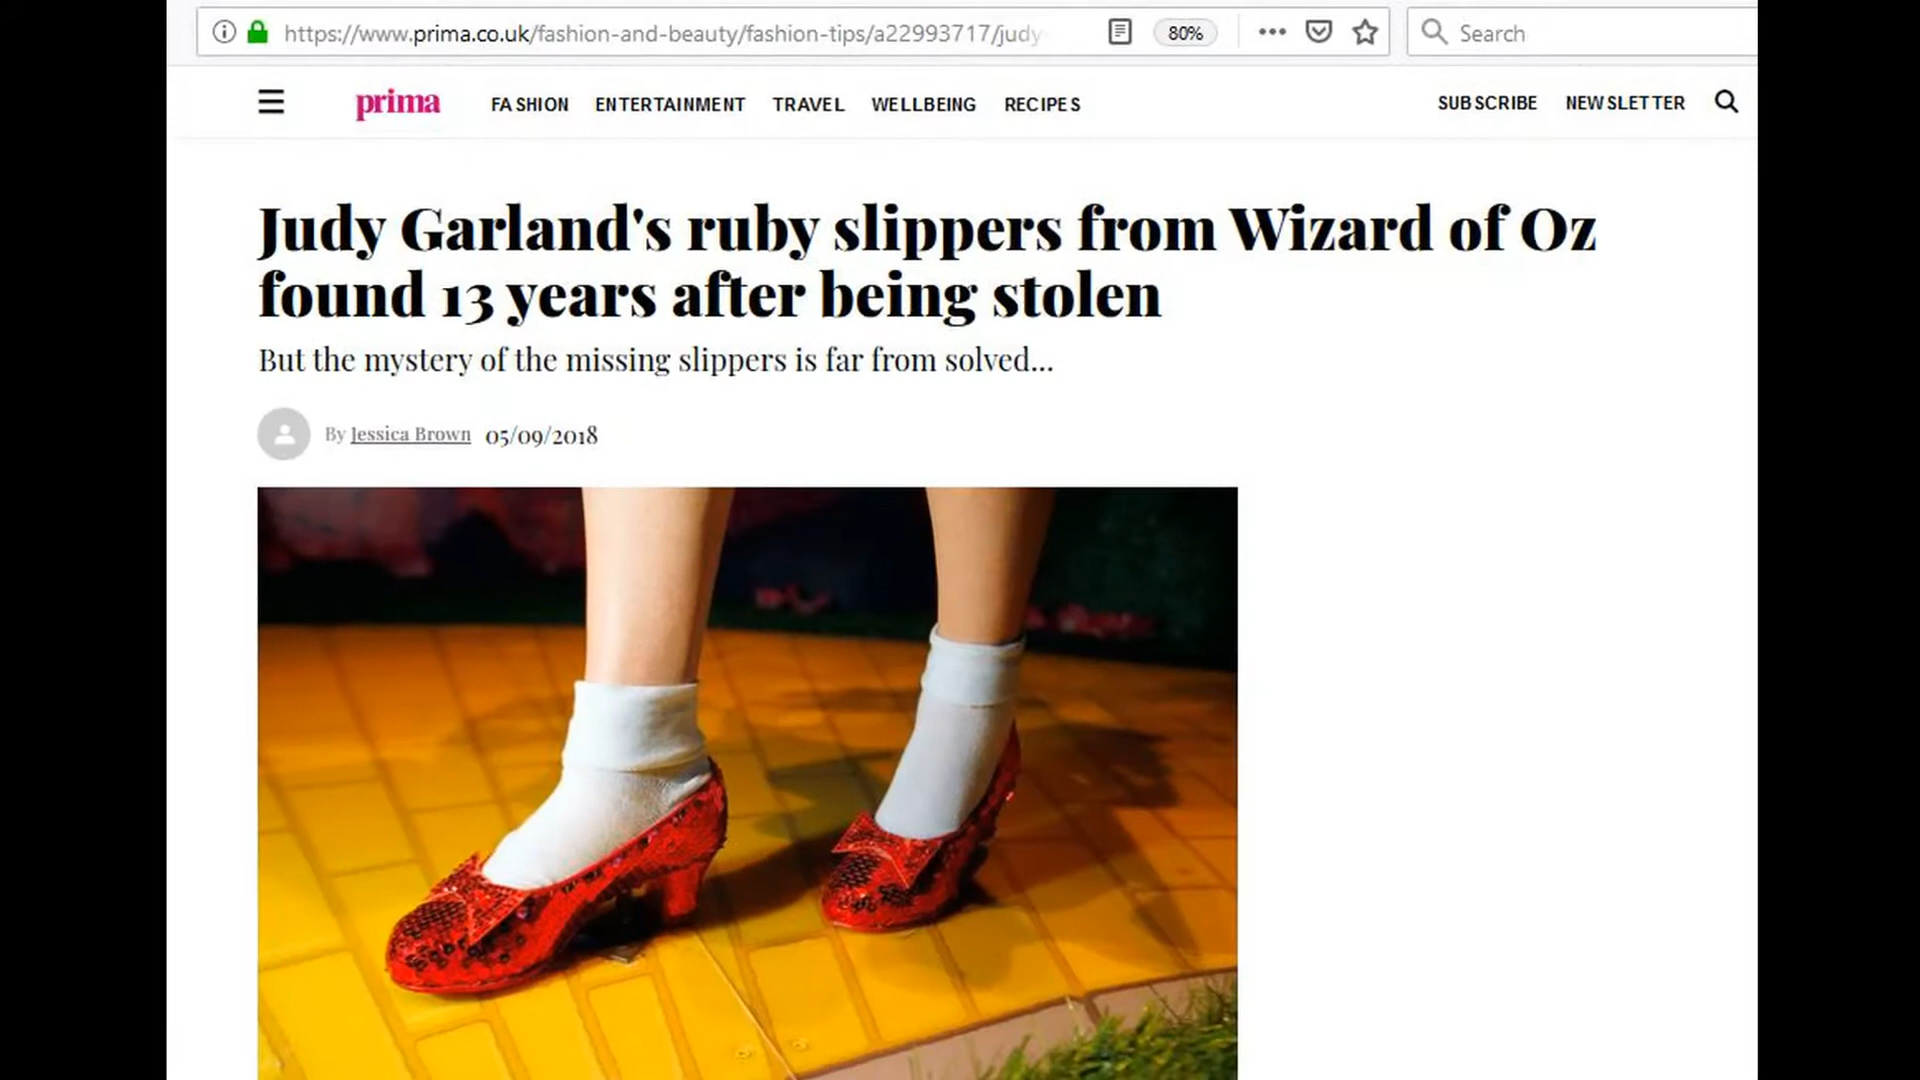 https://www.prima.co.uk/fashion-and-beauty/fashion-tips/a22993717/judy
80%
Search
prima
FASHION
ENTERTAINMENT
TRAVEL
WELLBEING
RECIPES
SUBSCRIBE
NEWSLETTER
Judy Garland's ruby slippers from Wizard of Oz
found 13 years after being stolen
But the mystery of the missing slippers is far from solved...
By Jessica Brown 05/09/2018